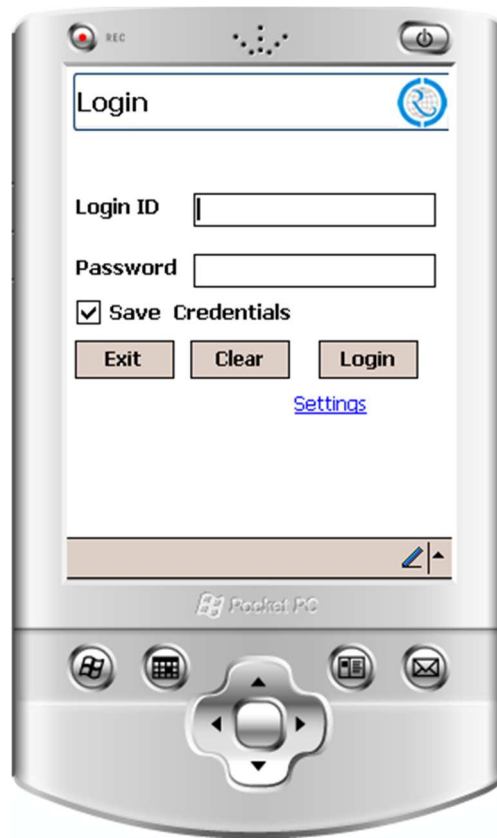 REC
Login
Login ID
Password
Save Credentials
Exit Clear Login
Settings
Pocket PC